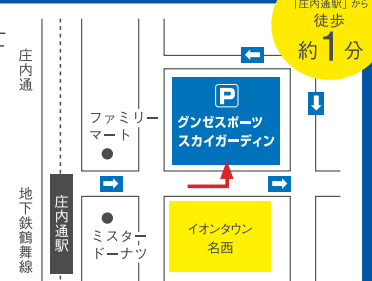 「庄内通駅」から
徒歩
約1分
庄内通
ファミリー
マート
P
グンゼスポーツ
スカイガーディン
地下鉄鶴舞線
庄内通駅
ミスター
ドーナツ
イオンタウン
名西